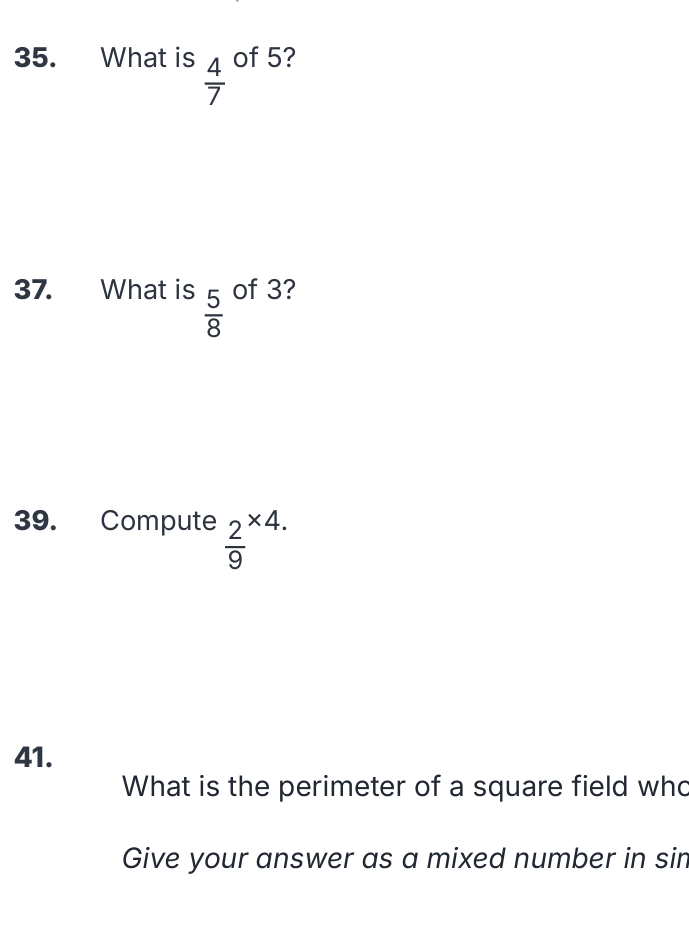 35. What is 4/7 of 5?
37. What is 5/8 of 3?
39. Compute 2/9 ×4.
41.
What is the perimeter of a square field
Give your answer as a mixed number in